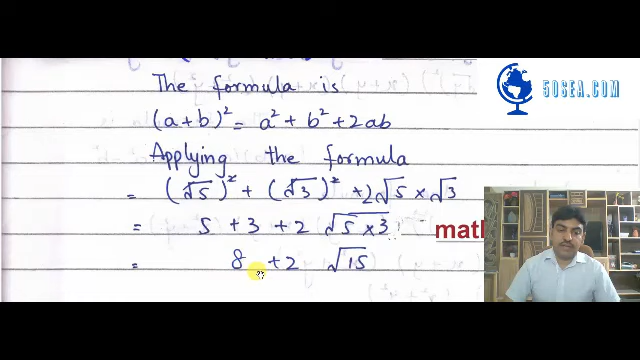 The formula is
(a+b)² = a² + b² + 2ab
Applying the formula
= (√5)² + (√3)² + 2√5 × √3
= 5 + 3 + 2 √5 × 3
= 8 + 2 √15
50SEA.COM
math